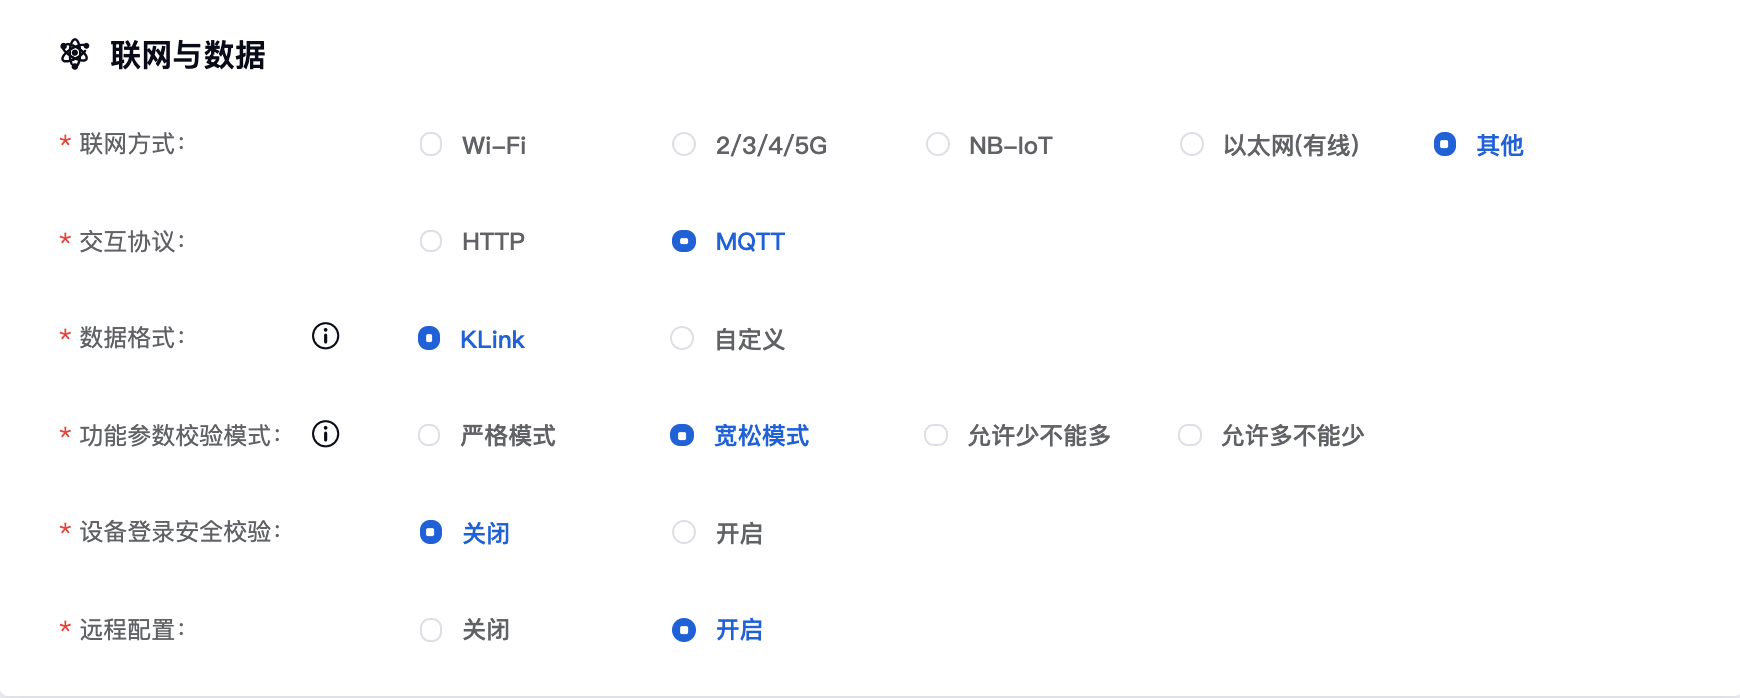 联网与数据
* 联网方式: Wi-Fi 2/3/4/5G NB-IoT 以太网(有线) 其他
* 交互协议: HTTP MQTT
* 数据格式: KLink 自定义
* 功能参数校验模式: 严格模式 宽松模式 允许少不能多 允许多不能少
* 设备登录安全校验: 关闭 开启
* 远程配置: 关闭 开启